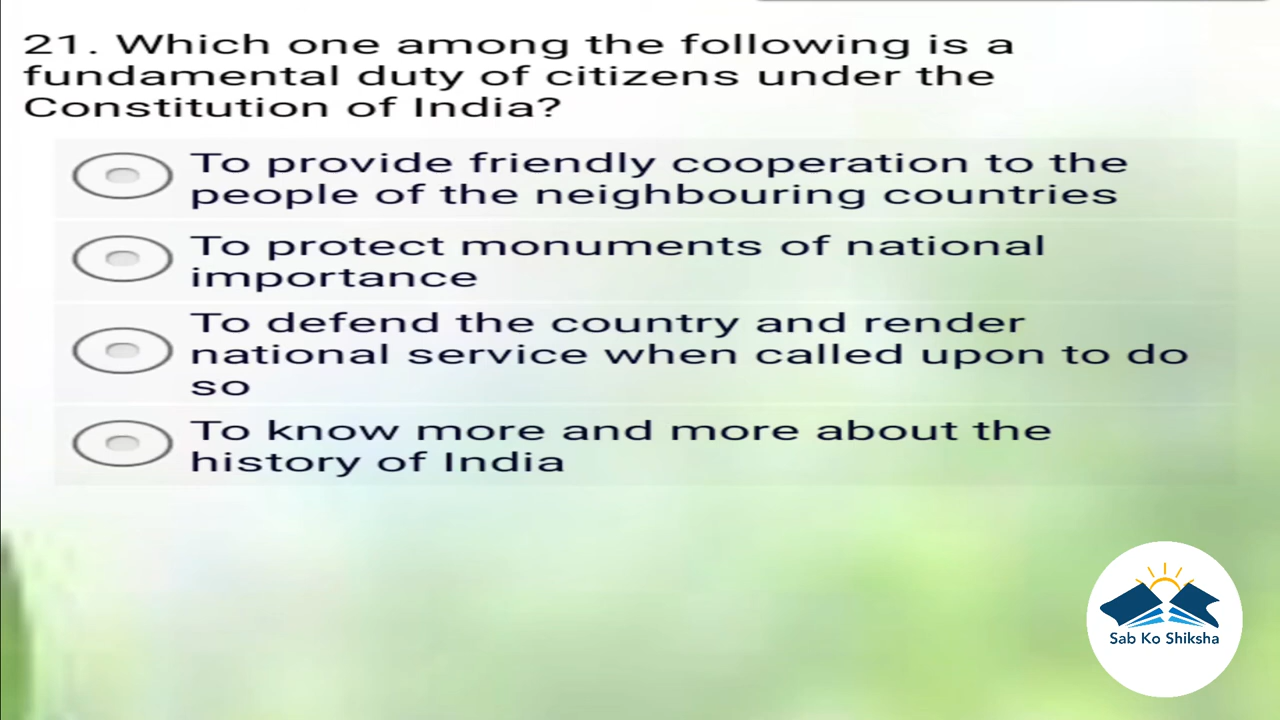 21. Which one among the following is a
fundamental duty of citizens under the
Constitution of India?
To provide friendly cooperation to the
people of the neighbouring countries
To protect monuments of national
importance
To defend the country and render
national service when called upon to do
so
To know more and more about the
history of India
Sab Ko Shiksha